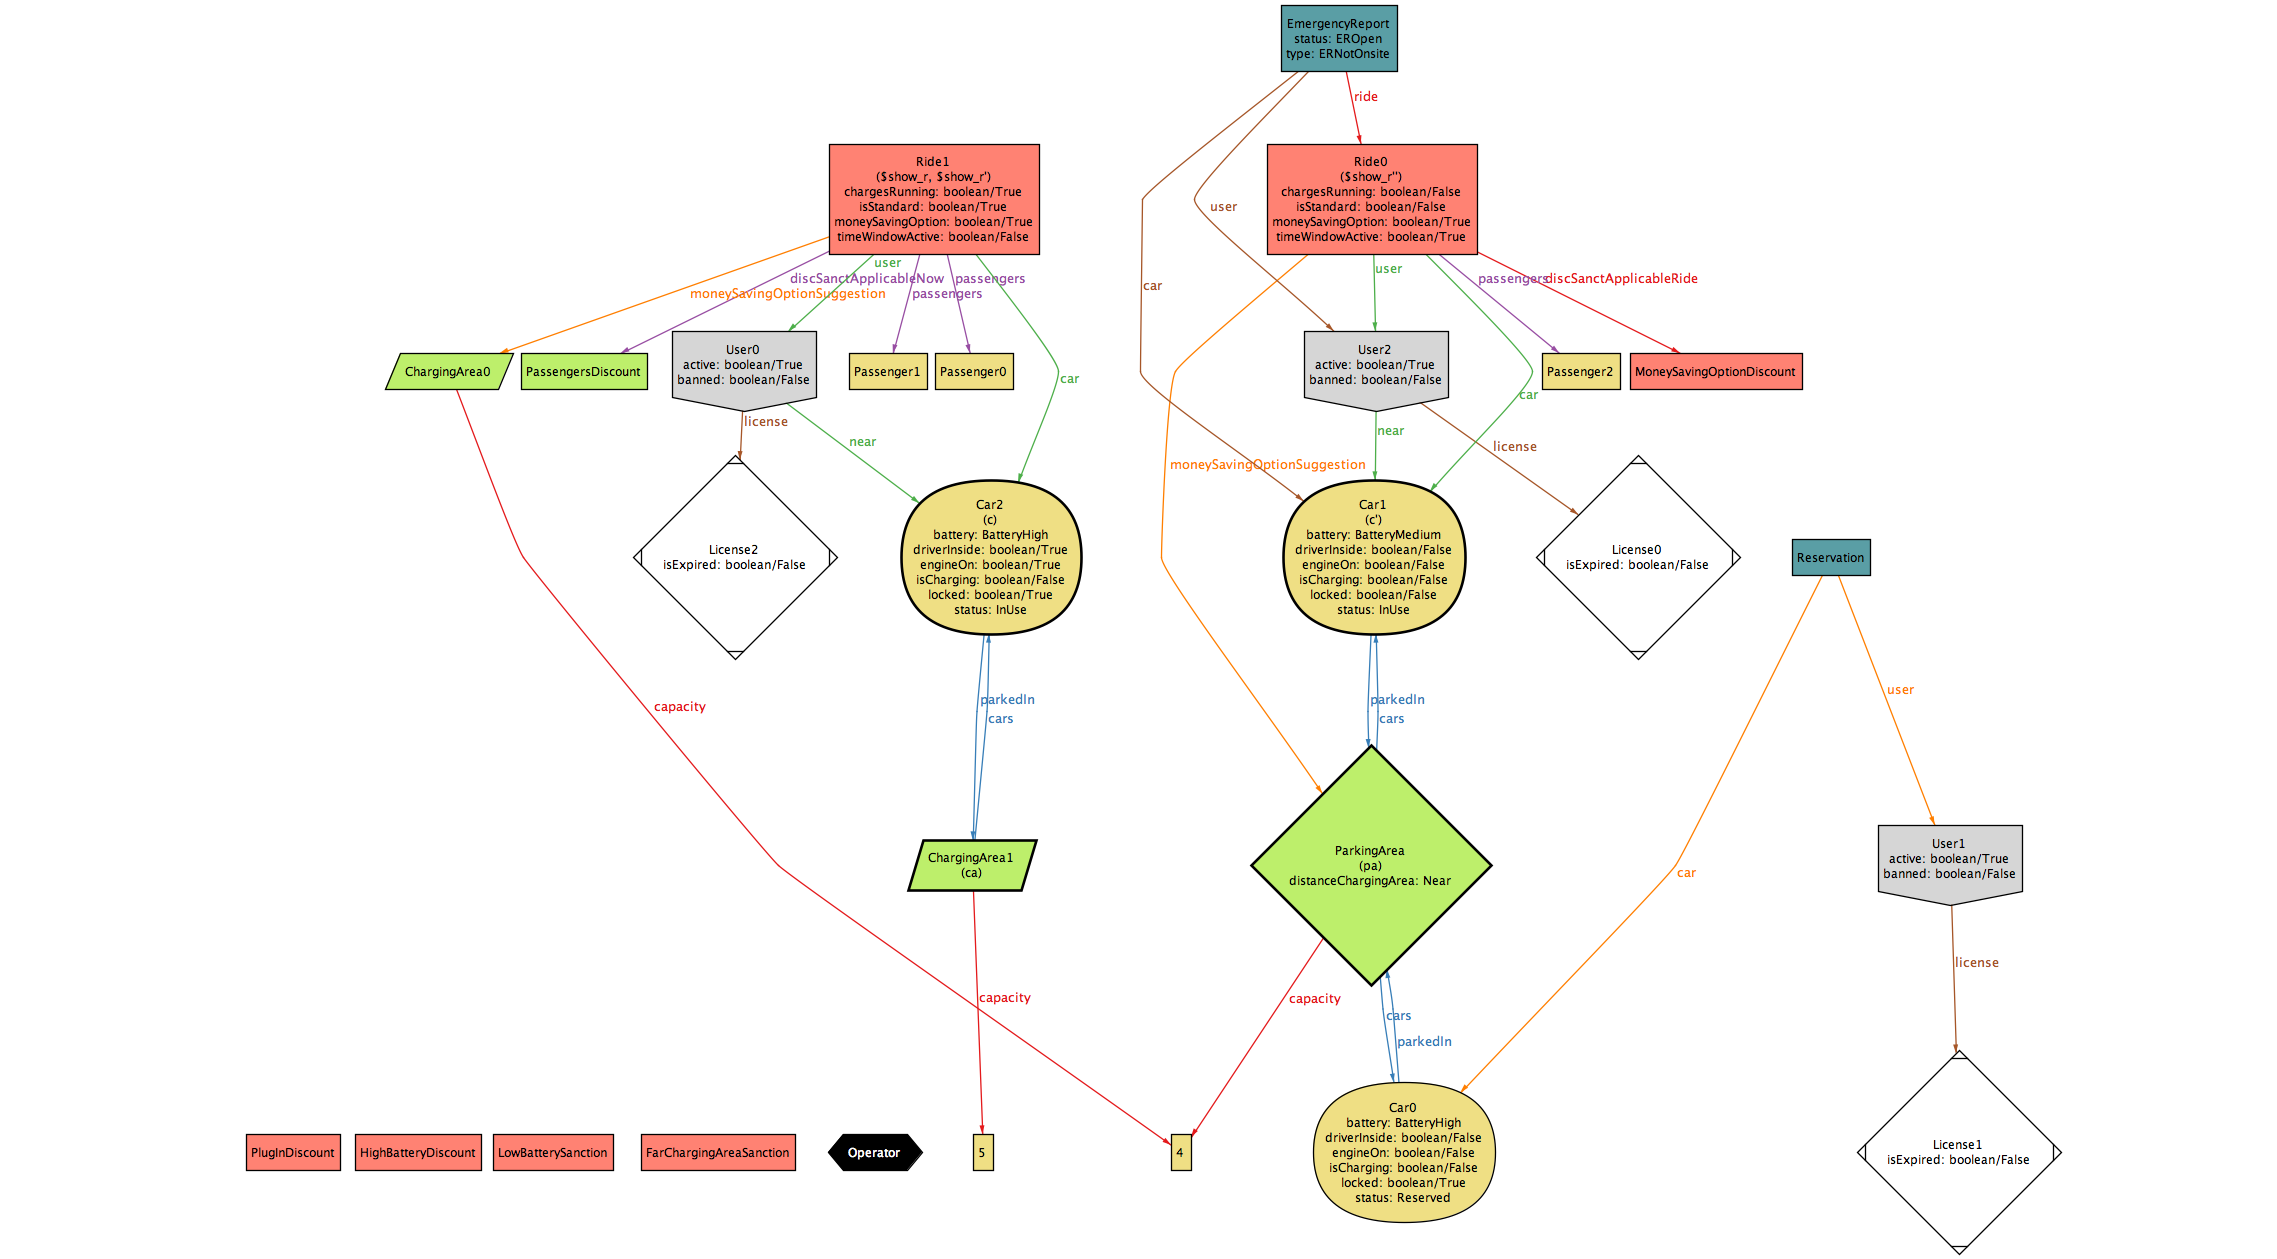 EmergencyReport
status: EROpen
type: ERNotOnsite
ride
Ride1
($show_r, $show_r')
chargesRunning: boolean/True
isStandard: boolean/True
moneySavingOption: boolean/True
timeWindowActive: boolean/False
Ride0
($show_r'')
chargesRunning: boolean/False
isStandard: boolean/False
moneySavingOption: boolean/True
timeWindowActive: boolean/True
user
user
user
discSanctApplicableNow
passengers
passengers
moneySavingOptionSuggestion
car
passengers
discSanctApplicableRide
ChargingArea0
PassengersDiscount
User0
active: boolean/True
banned: boolean/False
Passenger1
Passenger0
car
User2
active: boolean/True
banned: boolean/False
Passenger2
MoneySavingOptionDiscount
car
license
near
near
license
moneySavingOptionSuggestion
License2
isExpired: boolean/False
Car2
(c)
battery: BatteryHigh
driverInside: boolean/True
engineOn: boolean/True
isCharging: boolean/False
locked: boolean/True
status: InUse
Car1
(c')
battery: BatteryMedium
driverInside: boolean/False
engineOn: boolean/False
isCharging: boolean/False
locked: boolean/False
status: InUse
License0
isExpired: boolean/False
Reservation
capacity
parkedIn
cars
parkedIn
cars
user
ChargingArea1
(ca)
ParkingArea
(pa)
distanceChargingArea: Near
car
User1
active: boolean/True
banned: boolean/False
license
capacity
capacity
cars
parkedIn
PlugInDiscount
HighBatteryDiscount
LowBatterySanction
FarChargingAreaSanction
Operator
5
4
Car0
battery: BatteryHigh
driverInside: boolean/False
engineOn: boolean/False
isCharging: boolean/False
locked: boolean/True
status: Reserved
License1
isExpired: boolean/False